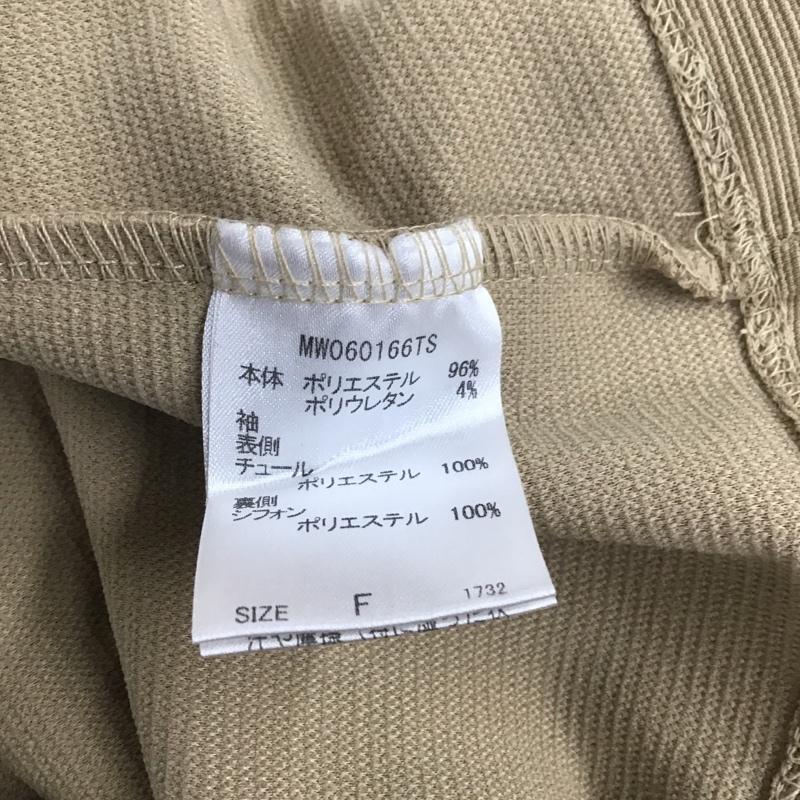 MW060166TS
本体 ポリエステル 96%
ポリウレタン 4%
袖
表側
チュール
ポリエステル 100%
裏側
シフォン
ポリエステル 100%
SIZE F 1732